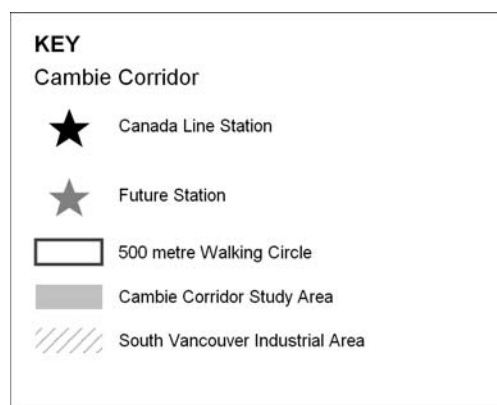 KEY
Cambie Corridor
Canada Line Station
Future Station
500 metre Walking Circle
Cambie Corridor Study Area
South Vancouver Industrial Area